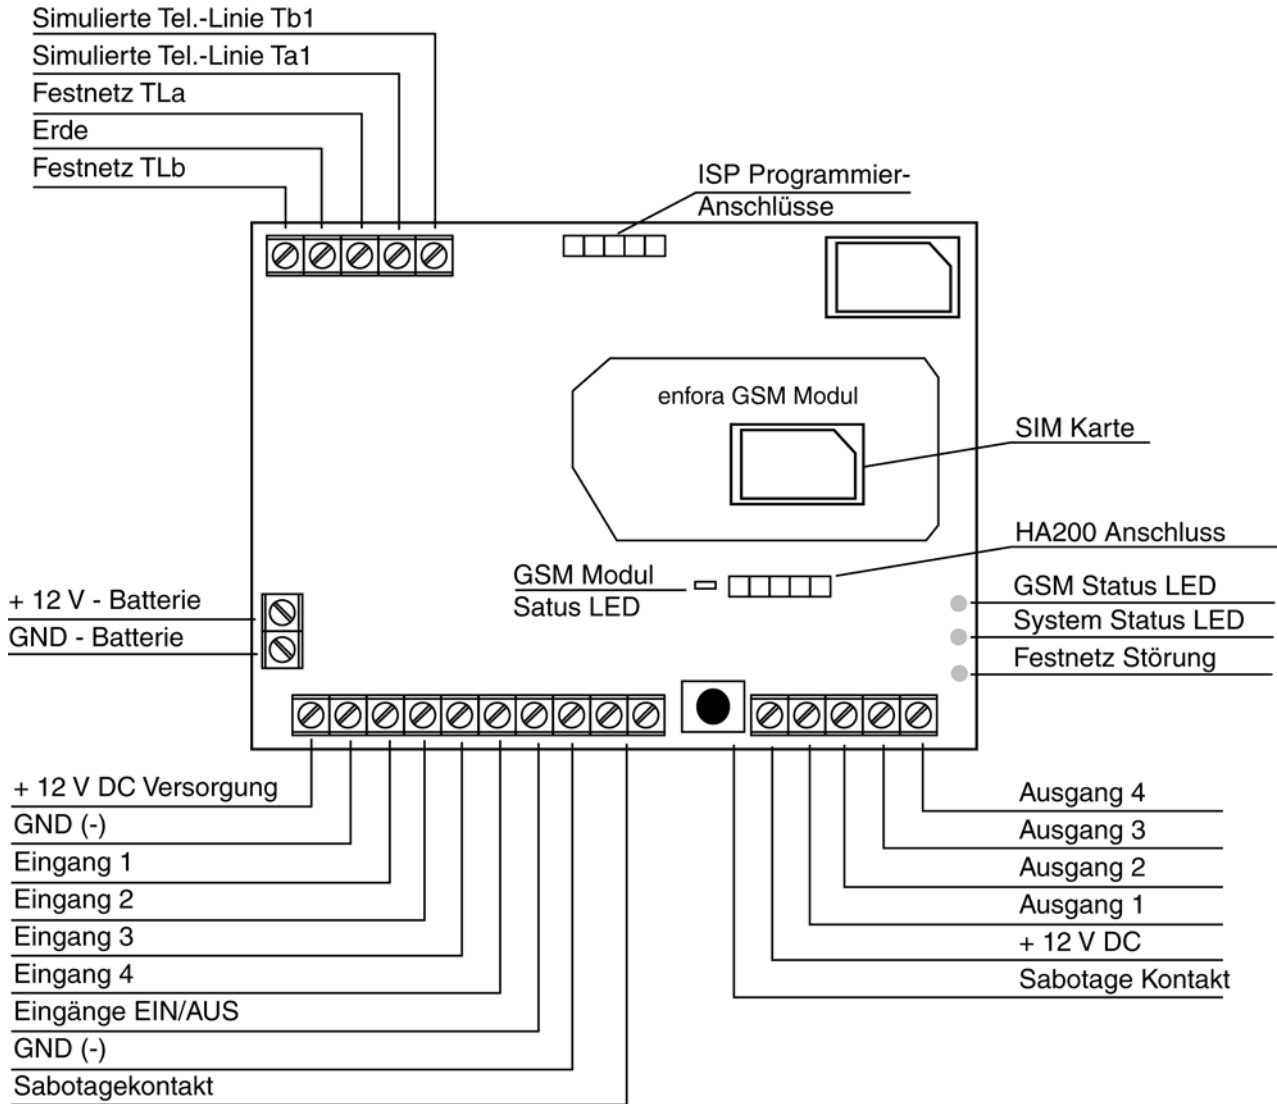 Simulierte Tel.-Linie Tb1
Simulierte Tel.-Linie Ta1
Festnetz TLa
Erde
Festnetz TLb
ISP Programmier-
Anschlüsse
enfora GSM Modul
SIM Karte
HA200 Anschluss
GSM Modul
Satus LED
GSM Status LED
System Status LED
Festnetz Störung
+ 12 V - Batterie
GND - Batterie
+ 12 V DC Versorgung
GND (-)
Eingang 1
Eingang 2
Eingang 3
Eingang 4
Eingänge EIN/AUS
GND (-)
Sabotagekontakt
Ausgang 4
Ausgang 3
Ausgang 2
Ausgang 1
+ 12 V DC
Sabotage Kontakt